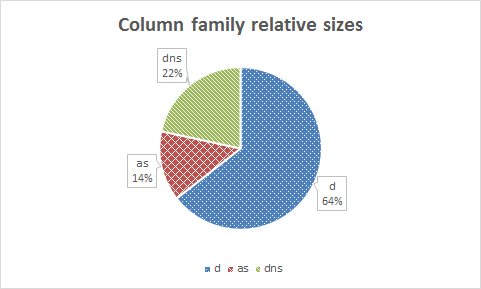 Column family relative sizes
dns
22%
as
14%
d
64%
d as dns